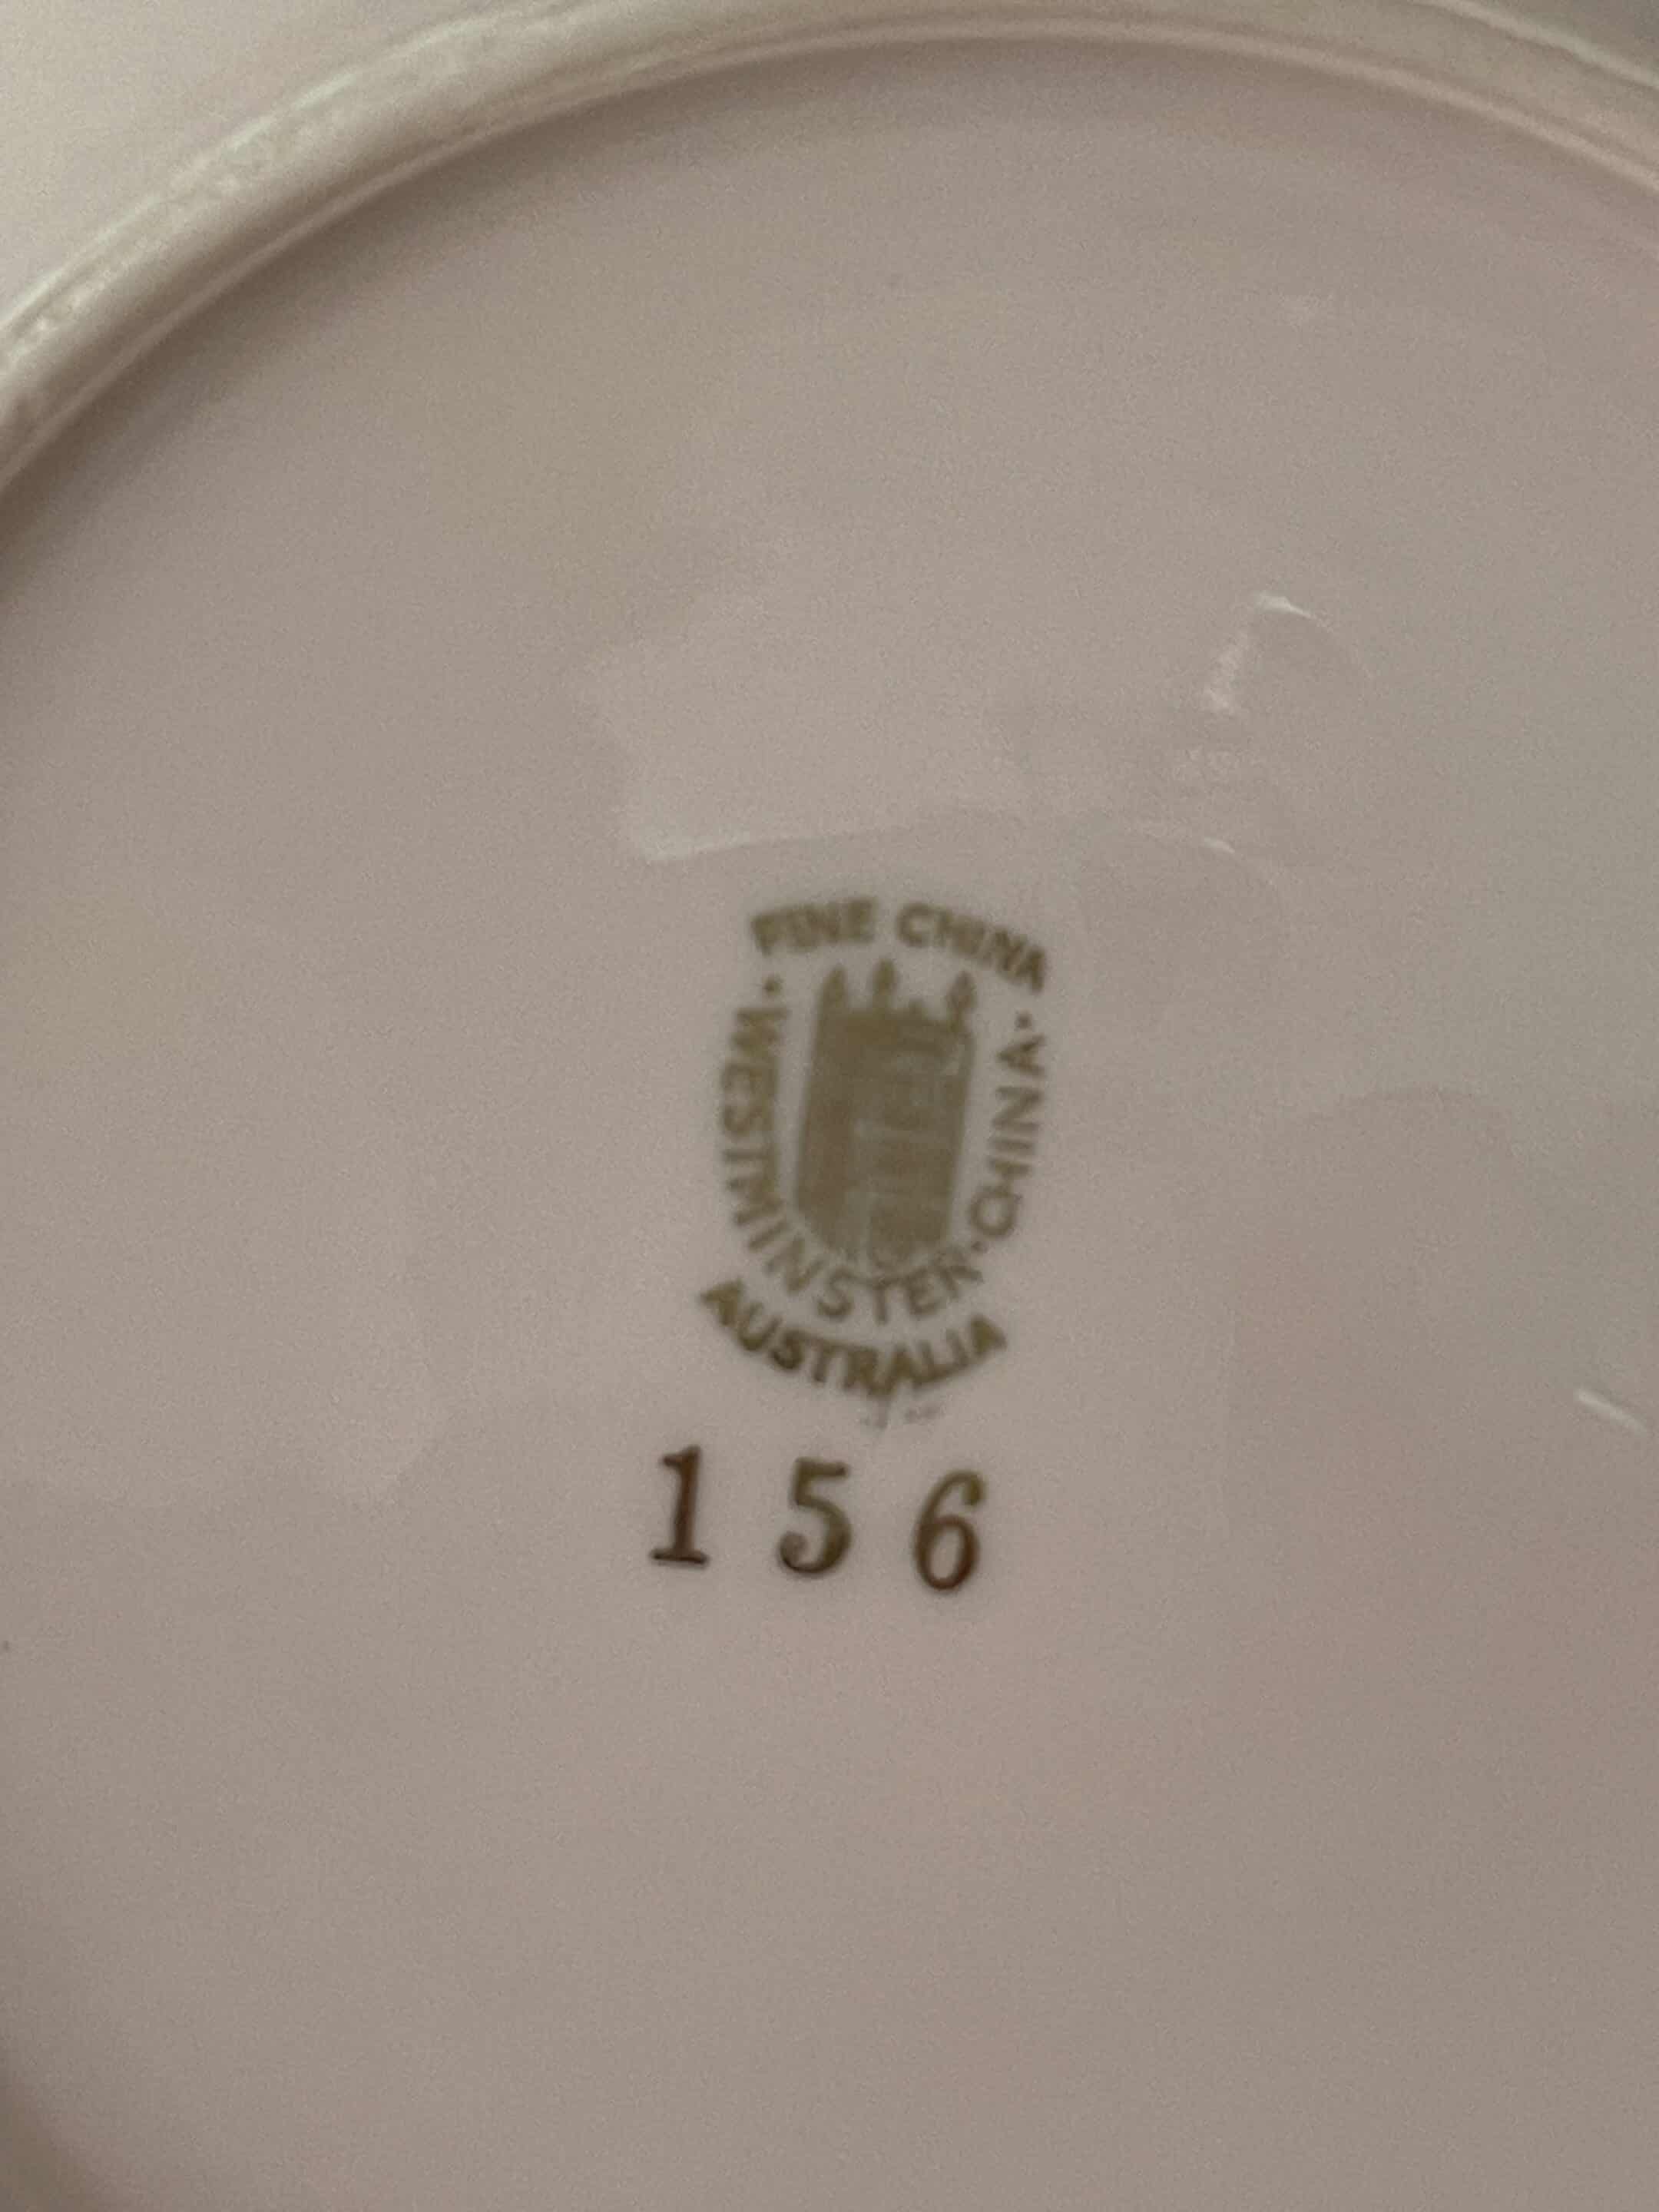 FINE CHINA
·WESTMINSTER·CHINA·
AUSTRALIA
156